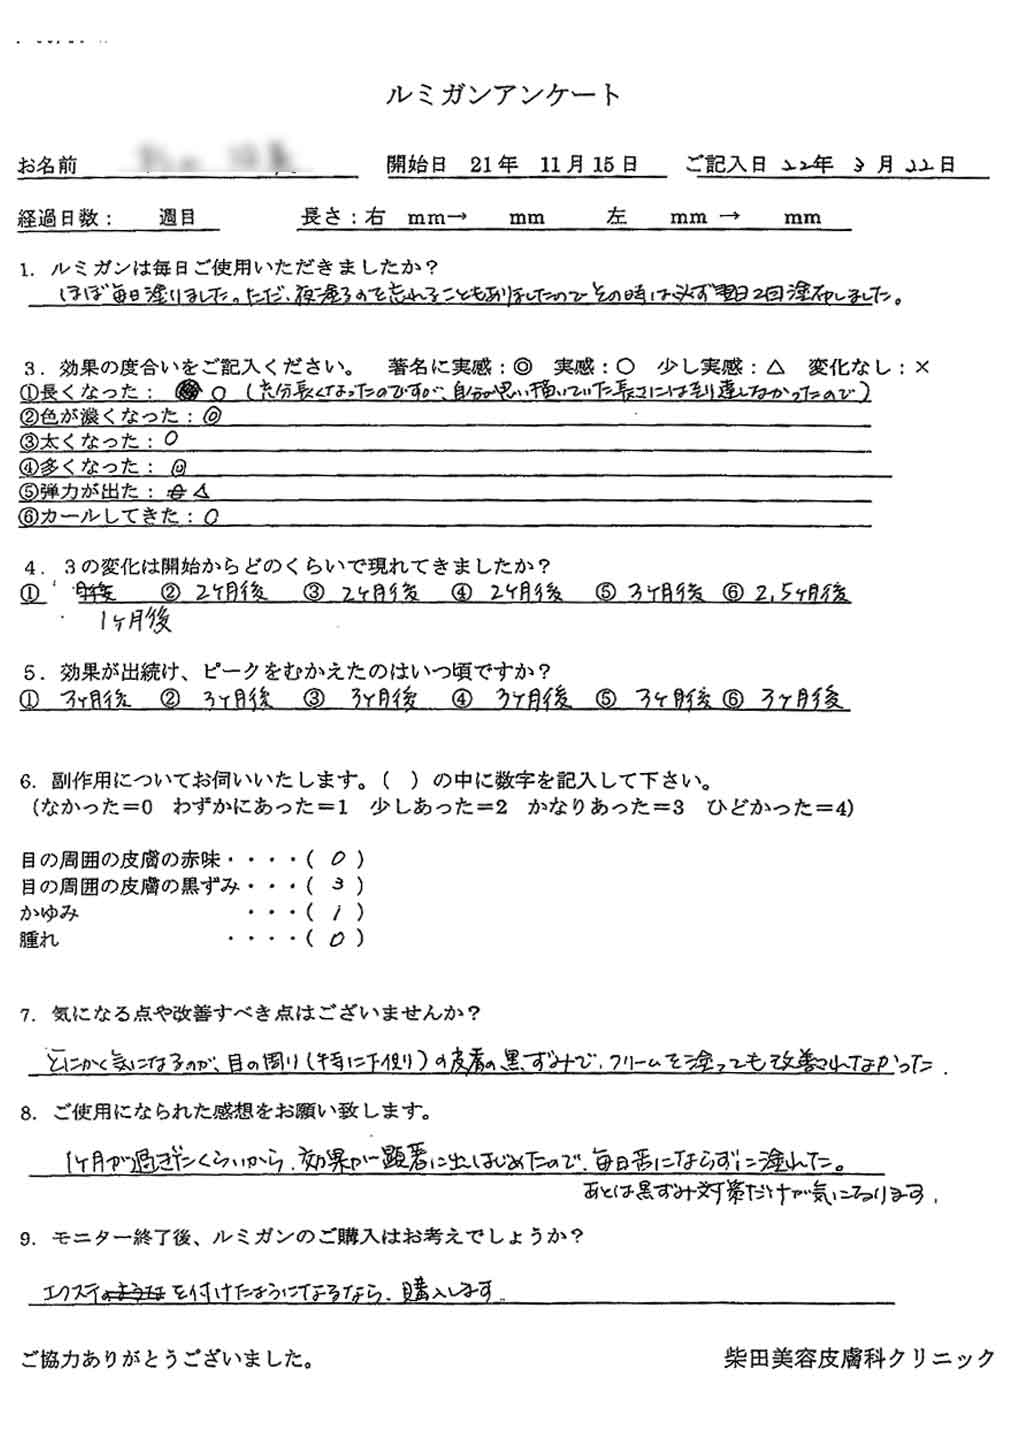 ルミガンアンケート
お名前 開始日 21年 11月15日 ご記入日 22年 3月 22日
経過日数： 週目 長さ：右 mm→ mm 左 mm → mm
1．ルミガンは毎日ご使用いただきましたか？
ほぼ毎日塗りました。ただ、夜塗るのを忘れることもありましたのでその時は必ず翌日2回塗布しました。
3．効果の度合いをご記入ください。 著名に実感：◎ 実感：○ 少し実感：△ 変化なし：×
①長くなった： ○ (充分長くなったのですが、自分の思い描いていた長さには到達しなかったので)
②色が濃くなった：◎
③太くなった：○
④多くなった：◎
⑤弾力が出た：△
⑥カールしてきた：○
4．3の変化は開始からどのくらいで現れてきましたか？
① 月後 ② 2ヶ月後 ③ 2ヶ月後 ④ 2ヶ月後 ⑤ 3ヶ月後 ⑥ 2.5ヶ月後
1ヶ月後
5．効果が出続け、ピークをむかえたのはいつ頃ですか？
① 3ヶ月後 ② 3ヶ月後 ③ 3ヶ月後 ④ 3ヶ月後 ⑤ 3ヶ月後 ⑥ 3ヶ月後
6．副作用についてお伺いいたします。（ ）の中に数字を記入して下さい。
（なかった＝0 わずかにあった＝1 少しあった＝2 かなりあった＝3 ひどかった＝4）
目の周囲の皮膚の赤味・・・・（ 0 ）
目の周囲の皮膚の黒ずみ・・・（ 3 ）
かゆみ ・・・（ 1 ）
腫れ ・・・・（ 0 ）
7．気になる点や改善すべき点はございませんか？
とにかく気になるのが、目の周り(特に下側)の皮膚の黒ずみで、クリームを塗っても改善されなかった.
8．ご使用になられた感想をお願い致します。
1ヶ月が過ぎたくらいから、効果が顕著に出はじめたので、毎日苦にならずに塗れた。
あとは黒ずみ対策だけが気になります.
9．モニター終了後、ルミガンのご購入はお考えでしょうか？
エクステのような を付けたようになるなら、購入します.
ご協力ありがとうございました。 柴田美容皮膚科クリニック